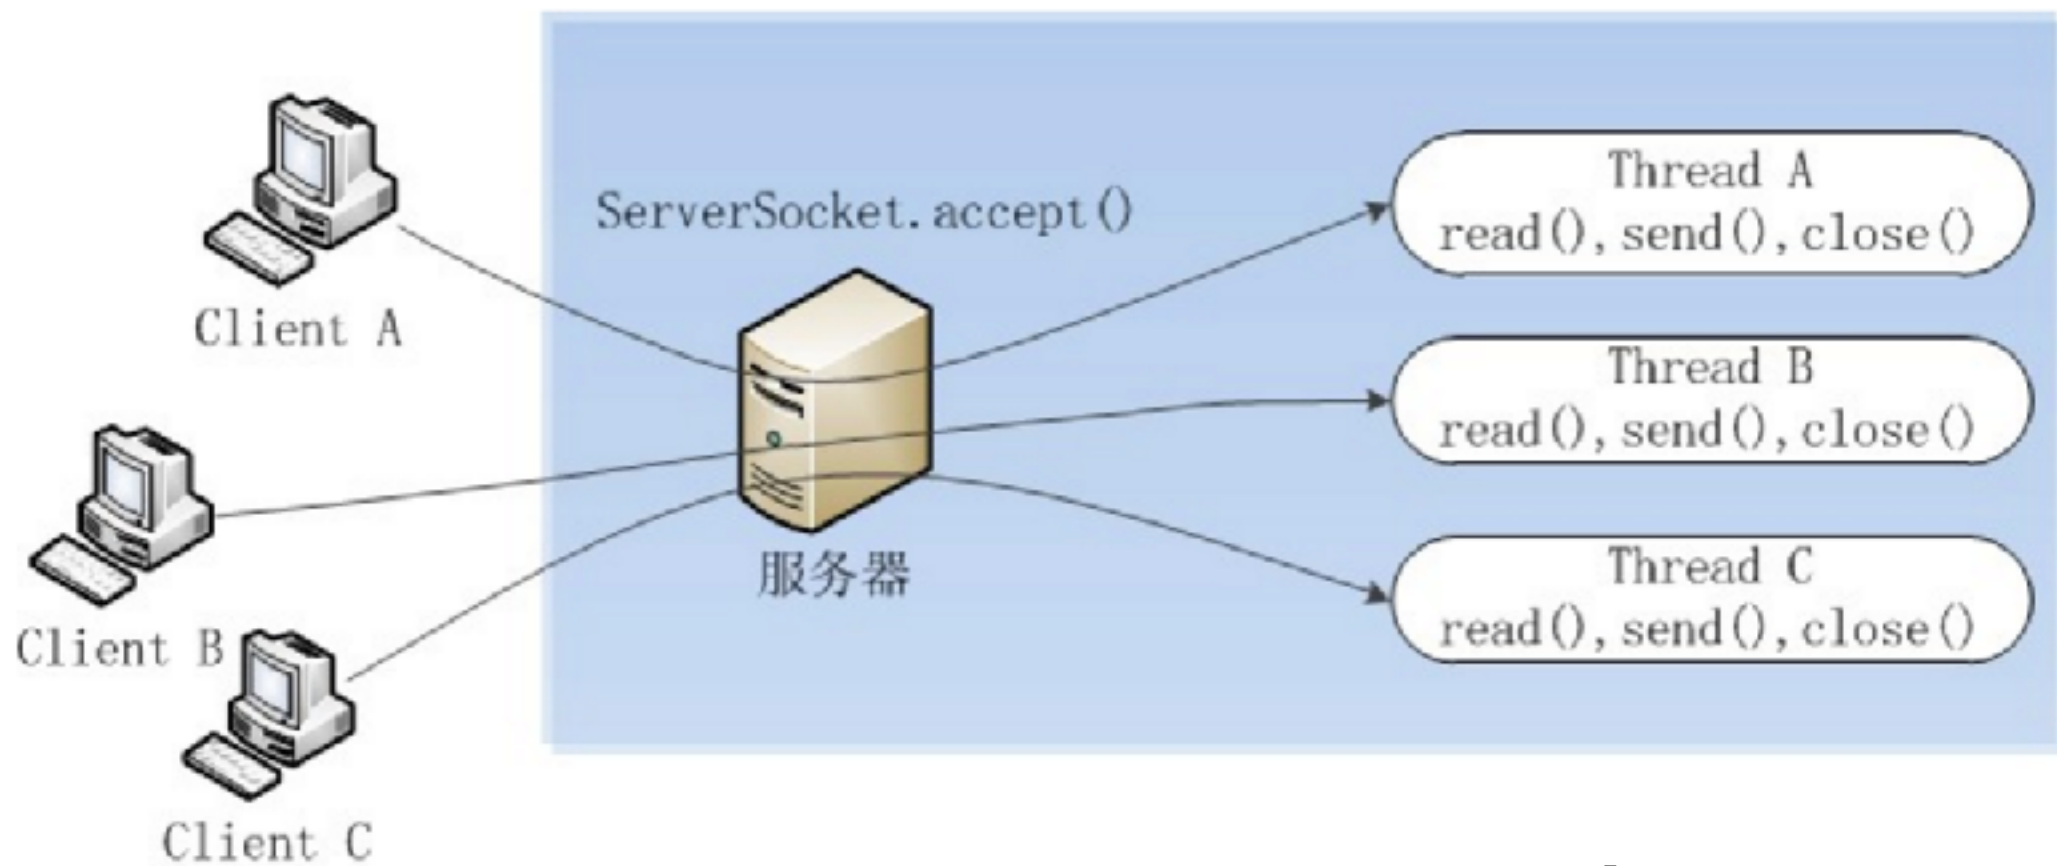 Client A
Client B
Client C
ServerSocket.accept()
服务器
Thread A
read(),send(),close()
Thread B
read(),send(),close()
Thread C
read(),send(),close()